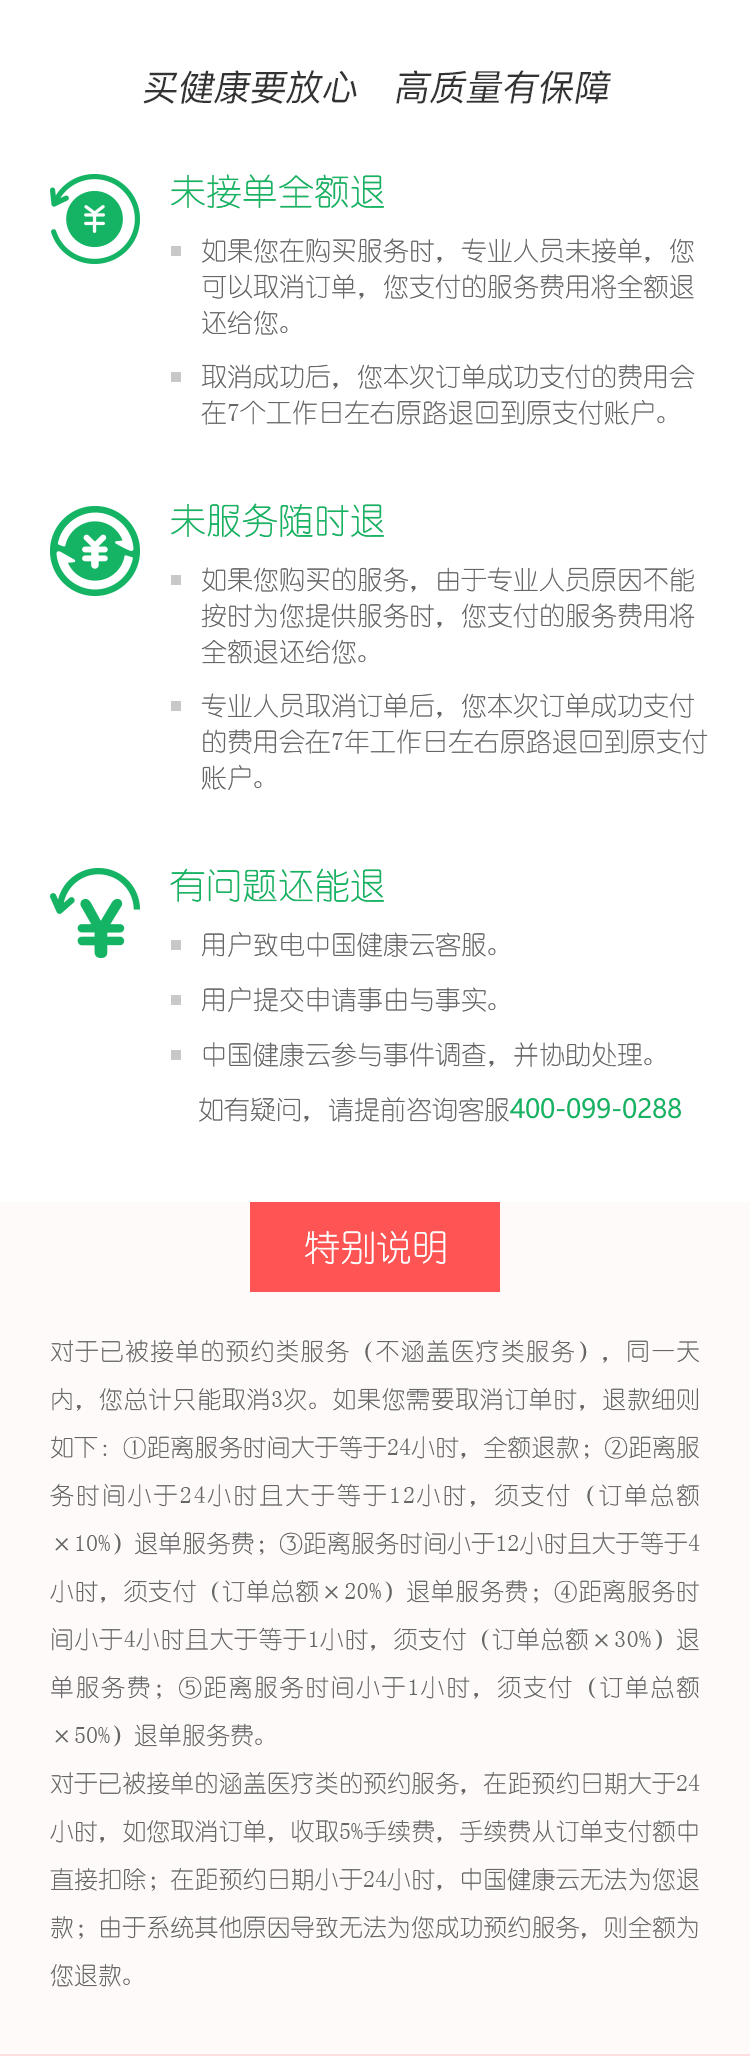 买健康要放心 高质量有保障
未接单全额退
如果您在购买服务时，专业人员未接单，您
可以取消订单，您支付的服务费用将全额退
还给您。
取消成功后，您本次订单成功支付的费用会
在7个工作日左右原路退回到原支付账户。
未服务随时退
如果您购买的服务，由于专业人员原因不能
按时为您提供服务时，您支付的服务费用将
全额退还给您。
专业人员取消订单后，您本次订单成功支付
的费用会在7年工作日左右原路退回到原支付
账户。
有问题还能退
用户致电中国健康云客服。
用户提交申请事由与事实。
中国健康云参与事件调查，并协助处理。
如有疑问，请提前咨询客服400-099-0288
特别说明
对于已被接单的预约类服务（不涵盖医疗类服务），同一天
内，您总计只能取消3次。如果您需要取消订单时，退款细则
如下：①距离服务时间大于等于24小时，全额退款；②距离服
务时间小于24小时且大于等于12小时，须支付（订单总额
×10%）退单服务费；③距离服务时间小于12小时且大于等于4
小时，须支付（订单总额×20%）退单服务费；④距离服务时
间小于4小时且大于等于1小时，须支付（订单总额×30%）退
单服务费；⑤距离服务时间小于1小时，须支付（订单总额
×50%）退单服务费。
对于已被接单的涵盖医疗类的预约服务，在距预约日期大于24
小时，如您取消订单，收取5%手续费，手续费从订单支付额中
直接扣除；在距预约日期小于24小时，中国健康云无法为您退
款；由于系统其他原因导致无法为您成功预约服务，则全额为
您退款。